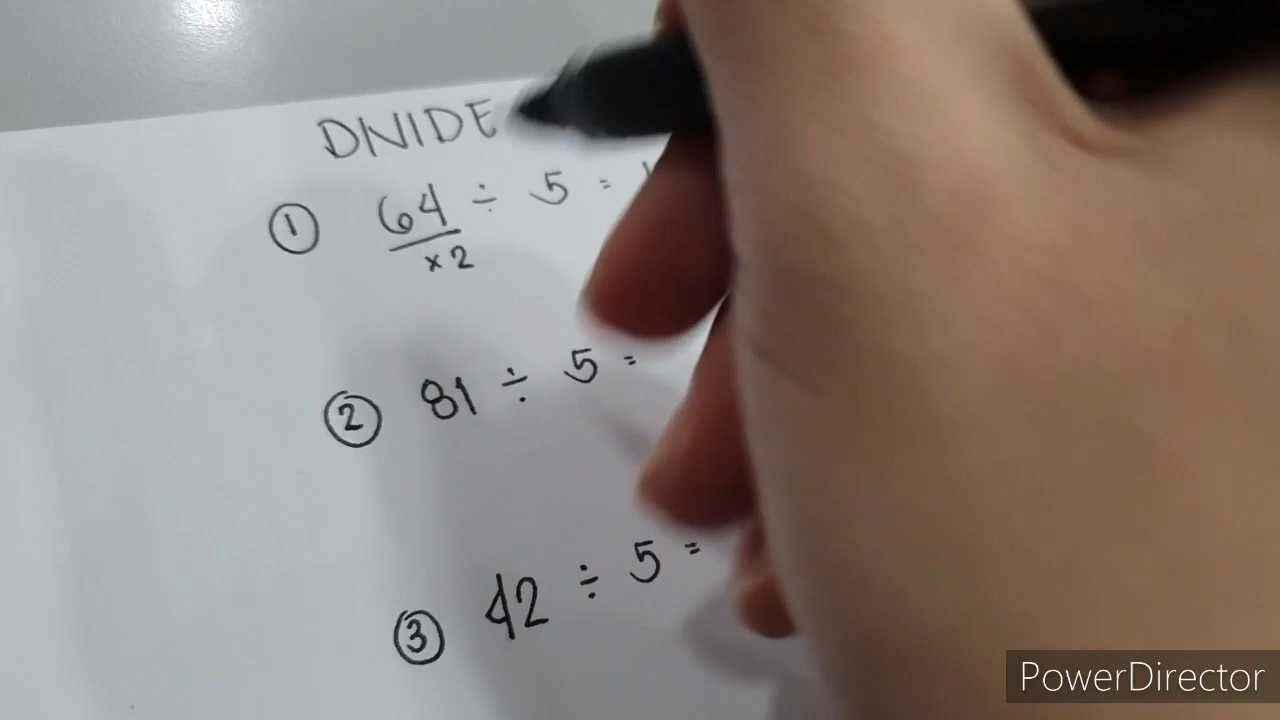 DIVIDE
① 64 ÷ 5 =
×2
② 81 ÷ 5 =
③ 42 ÷ 5 =
PowerDirector